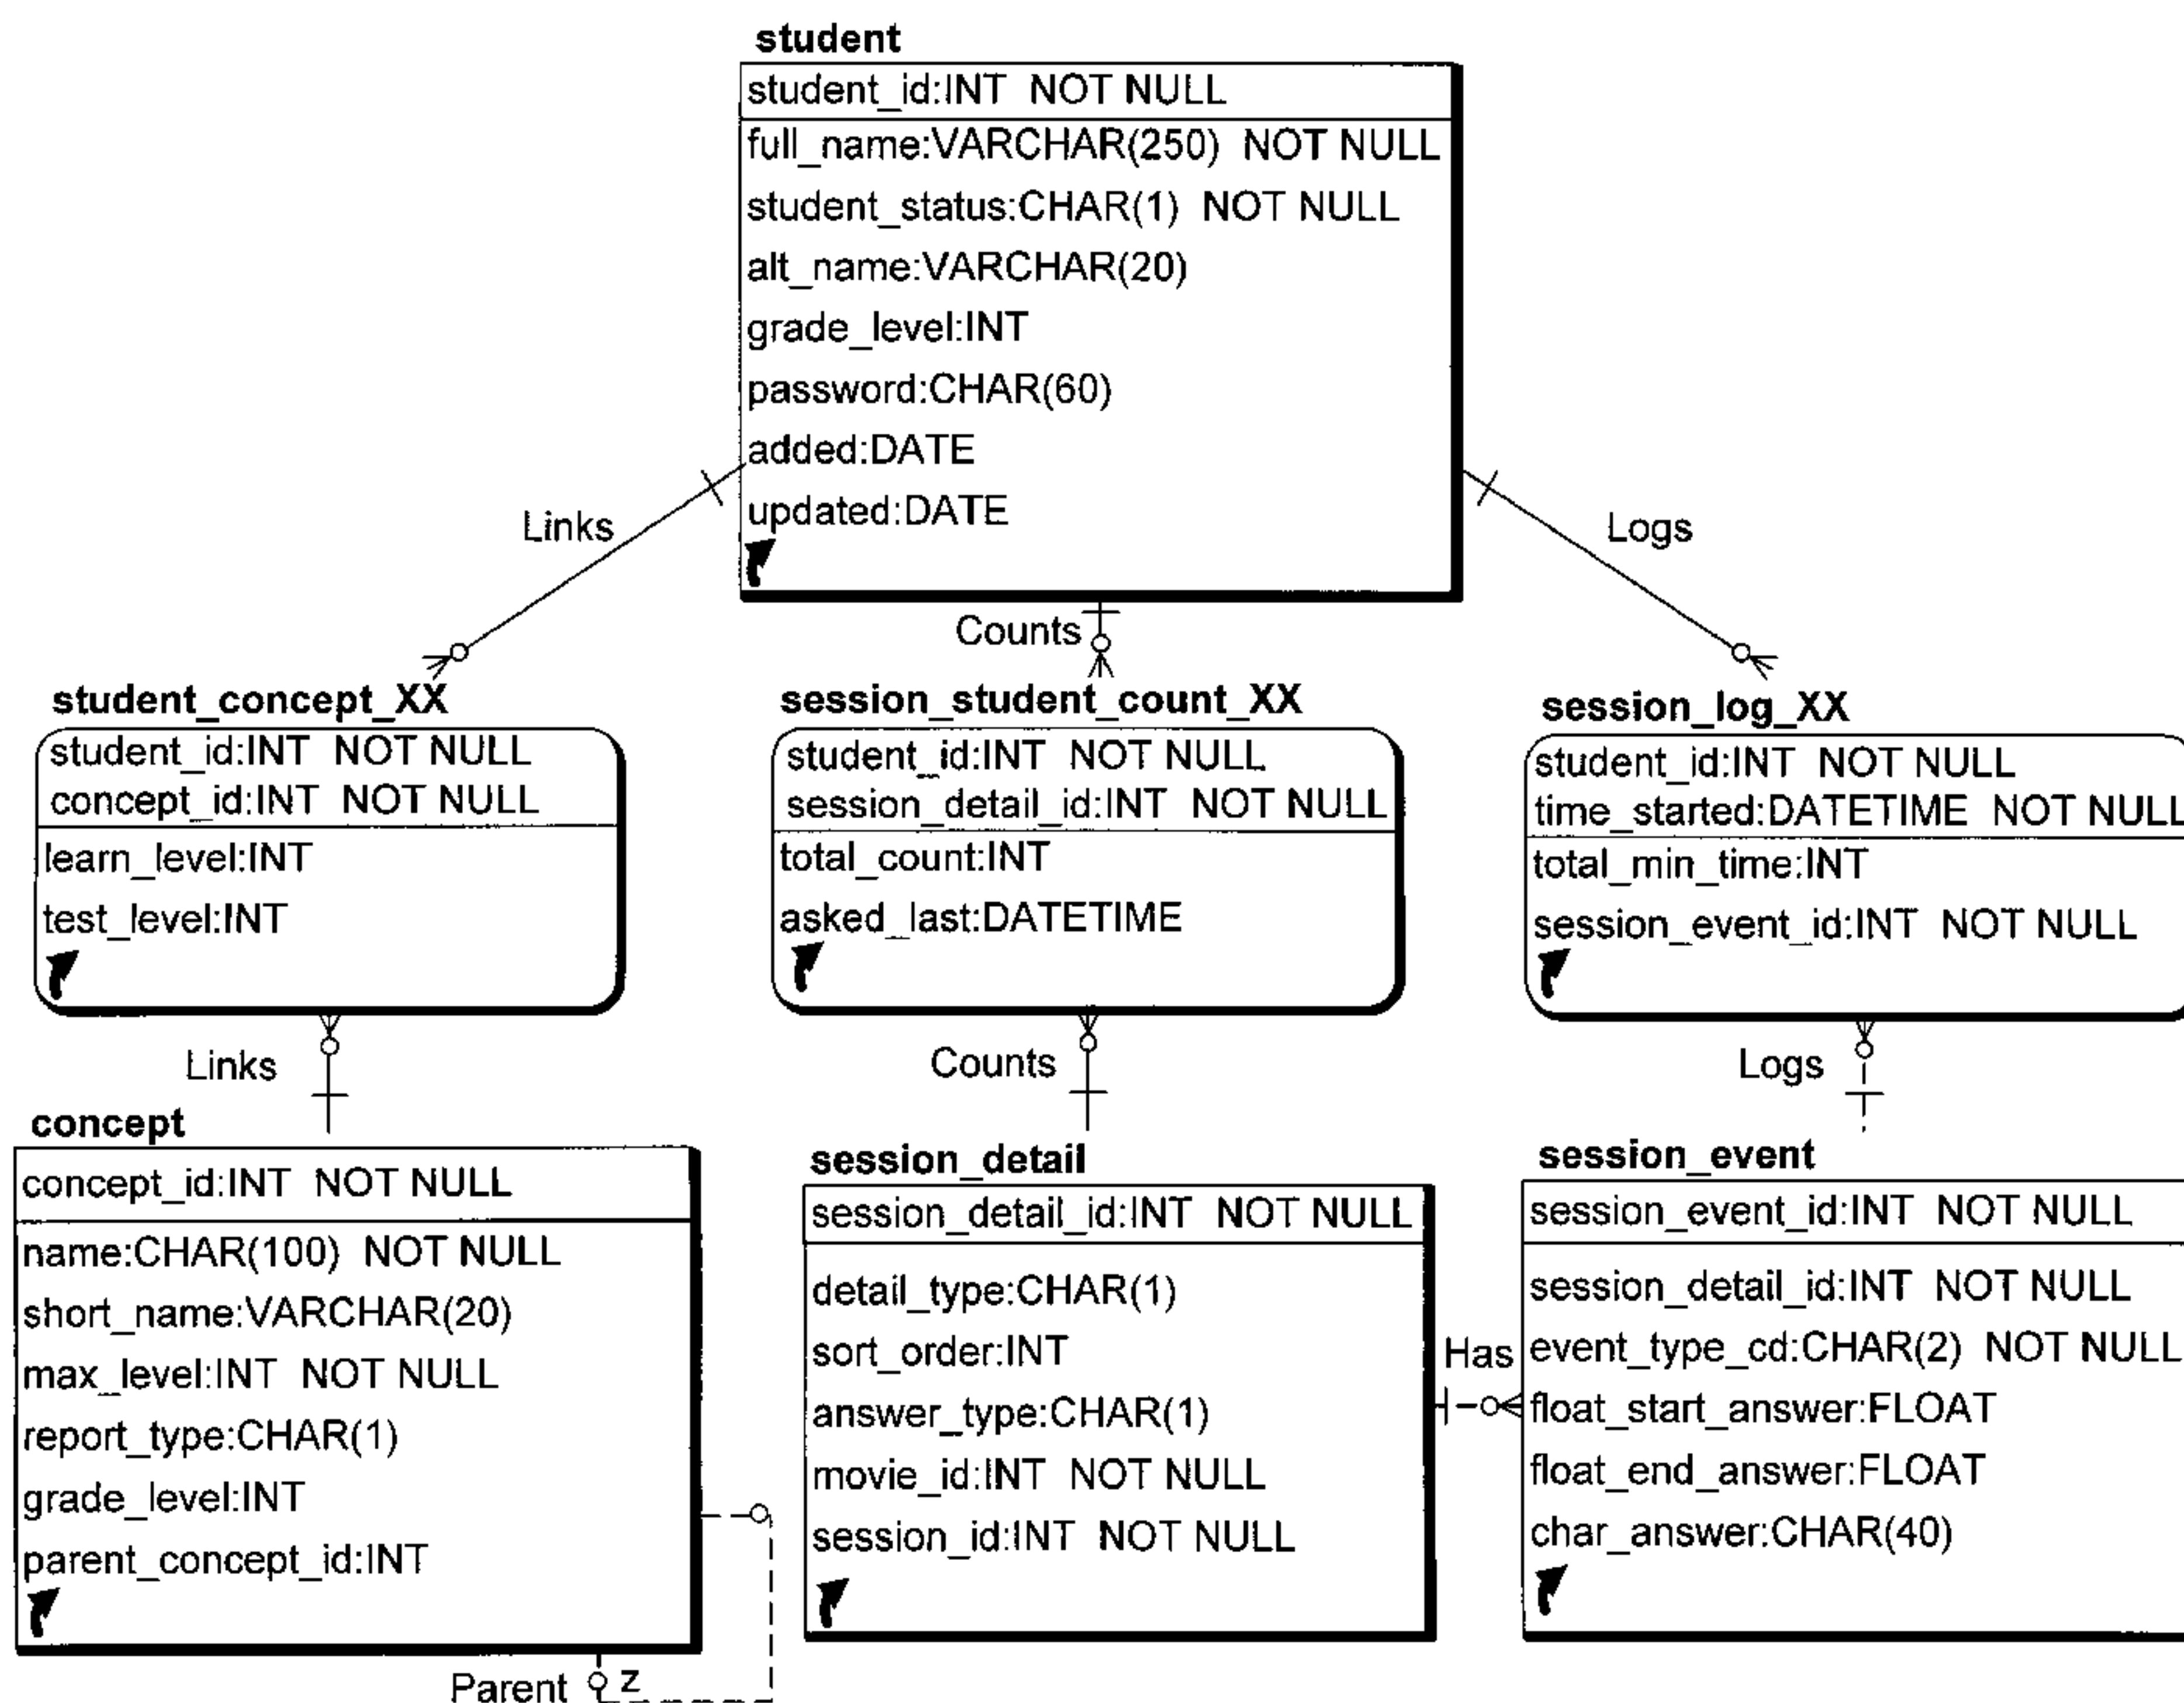 student
student_id:INT NOT NULL
full_name:VARCHAR(250) NOT NULL
student_status:CHAR(1) NOT NULL
alt_name:VARCHAR(20)
grade_level:INT
password:CHAR(60)
added:DATE
updated:DATE
Links
Logs
Counts
student_concept_XX
student_id:INT NOT NULL
concept_id:INT NOT NULL
learn_level:INT
test_level:INT
session_student_count_XX
student_id:INT NOT NULL
session_detail_id:INT NOT NULL
total_count:INT
asked_last:DATETIME
session_log_XX
student_id:INT NOT NULL
time_started:DATETIME NOT NULL
total_min_time:INT
session_event_id:INT NOT NULL
Links
Counts
Logs
concept
concept_id:INT NOT NULL
name:CHAR(100) NOT NULL
short_name:VARCHAR(20)
max_level:INT NOT NULL
report_type:CHAR(1)
grade_level:INT
parent_concept_id:INT
Parent
Z
session_detail
session_detail_id:INT NOT NULL
detail_type:CHAR(1)
sort_order:INT
answer_type:CHAR(1)
movie_id:INT NOT NULL
session_id:INT NOT NULL
Has
session_event
session_event_id:INT NOT NULL
session_detail_id:INT NOT NULL
event_type_cd:CHAR(2) NOT NULL
float_start_answer:FLOAT
float_end_answer:FLOAT
char_answer:CHAR(40)